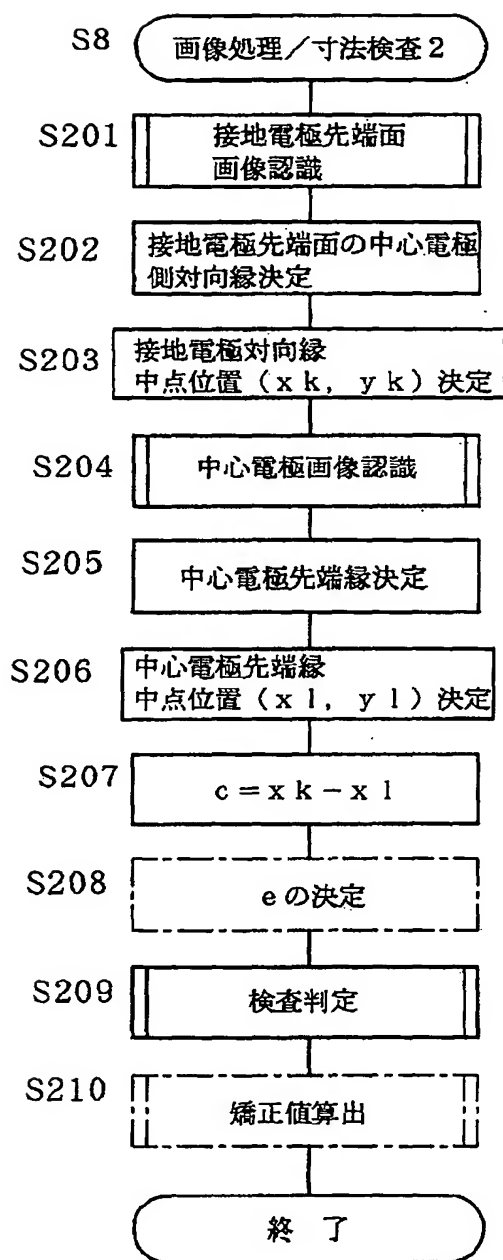 S8
画像処理／寸法検査２
S201
接地電極先端面
画像認識
S202
接地電極先端面の中心電極
側対向縁決定
S203
接地電極対向縁
中点位置（ｘｋ，ｙｋ）決定
S204
中心電極画像認識
S205
中心電極先端縁決定
S206
中心電極先端縁
中点位置（ｘｌ，ｙｌ）決定
S207
ｃ＝ｘｋ－ｘｌ
S208
ｅの決定
S209
検査判定
S210
矯正値算出
終 了